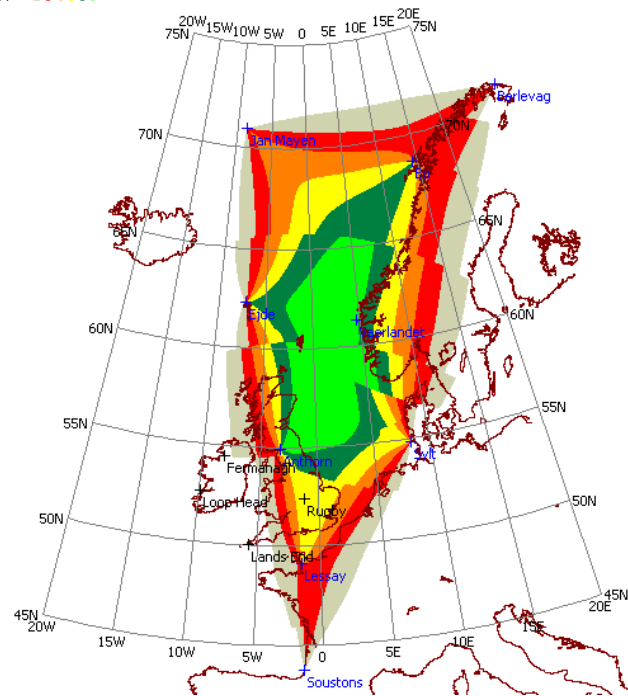 20W 15W 10W 5W 0 5E 10E 15E 20E
75N 75N
Berlevag
70N 70N
Jan Mayen
Bo
65N 65N
Ejde
60N 60N
Vaerlandet
55N 55N
Anthorn Sylt
Fermanagh
Loop Head Rugby
50N 50N
Lands End
Lessay
45N 45N
20W 15W 10W 5W 0 5E 10E 15E 20E
Soustons